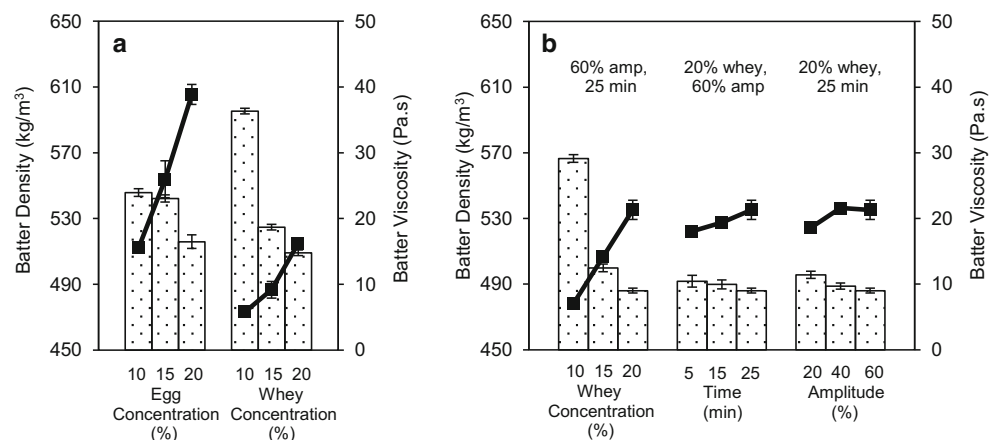 a
650
610
570
530
490
450
Batter Density (kg/m³)
50
40
30
20
10
0
Batter Viscosity (Pa.s)
10 15 20
Egg
Concentration
(%)
10 15 20
Whey
Concentration
(%)
b
650
610
570
530
490
450
Batter Density (kg/m³)
60% amp,
25 min
20% whey,
60% amp
20% whey,
25 min
50
40
30
20
10
0
Batter Viscosity (Pa.s)
10 15 20
Whey
Concentration
(%)
5 15 25
Time
(min)
20 40 60
Amplitude
(%)